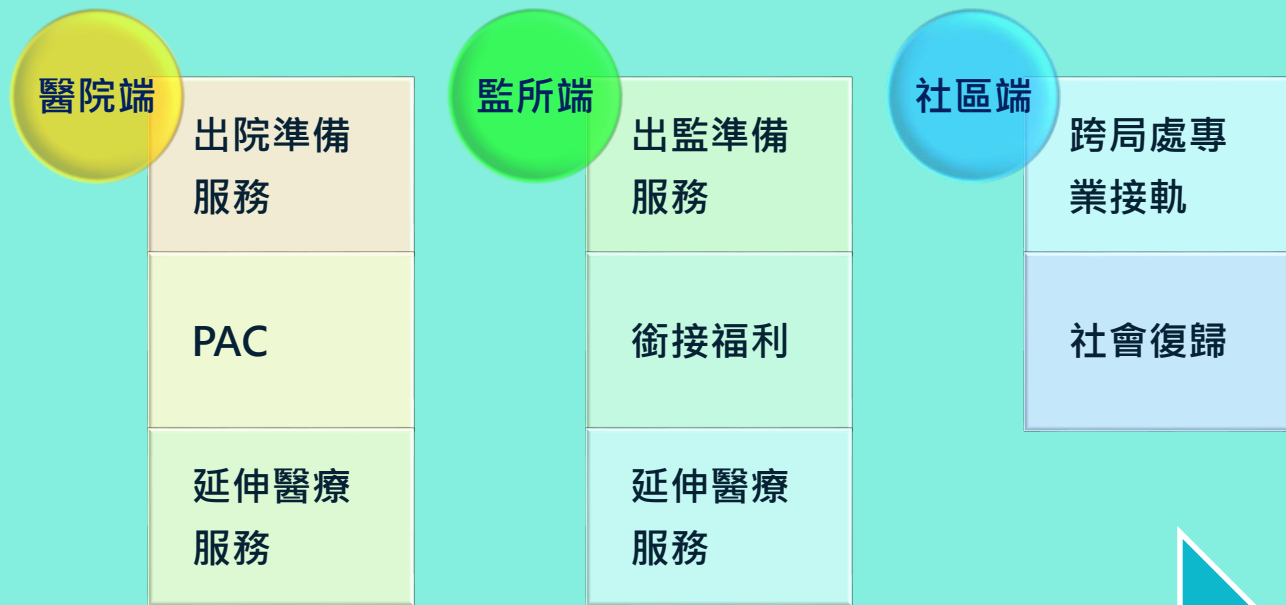 醫院端
出院準備
服務
PAC
延伸醫療
服務
監所端
出監準備
服務
銜接福利
延伸醫療
服務
社區端
跨局處專
業接軌
社會復歸